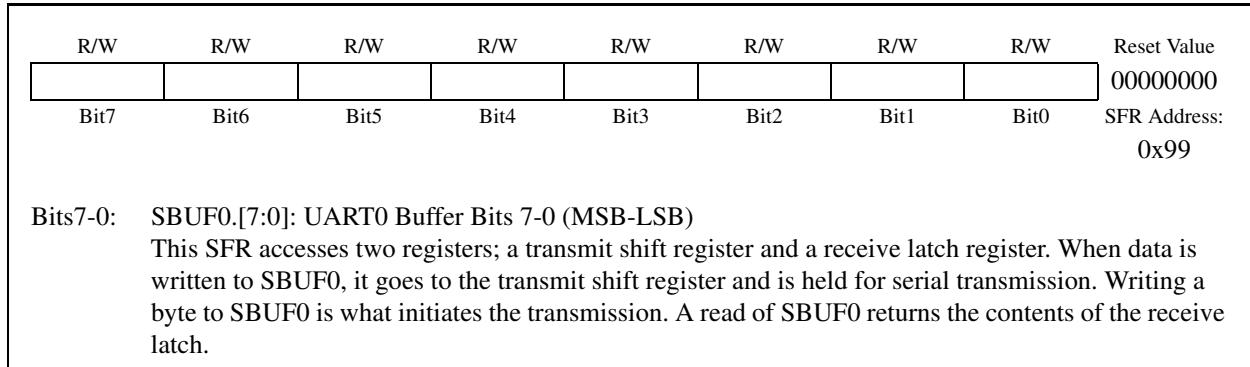 R/W R/W R/W R/W R/W R/W R/W R/W Reset Value
00000000
Bit7 Bit6 Bit5 Bit4 Bit3 Bit2 Bit1 Bit0 SFR Address:
0x99
Bits7-0: SBUF0.[7:0]: UART0 Buffer Bits 7-0 (MSB-LSB)
This SFR accesses two registers; a transmit shift register and a receive latch register. When data is
written to SBUF0, it goes to the transmit shift register and is held for serial transmission. Writing a
byte to SBUF0 is what initiates the transmission. A read of SBUF0 returns the contents of the receive
latch.